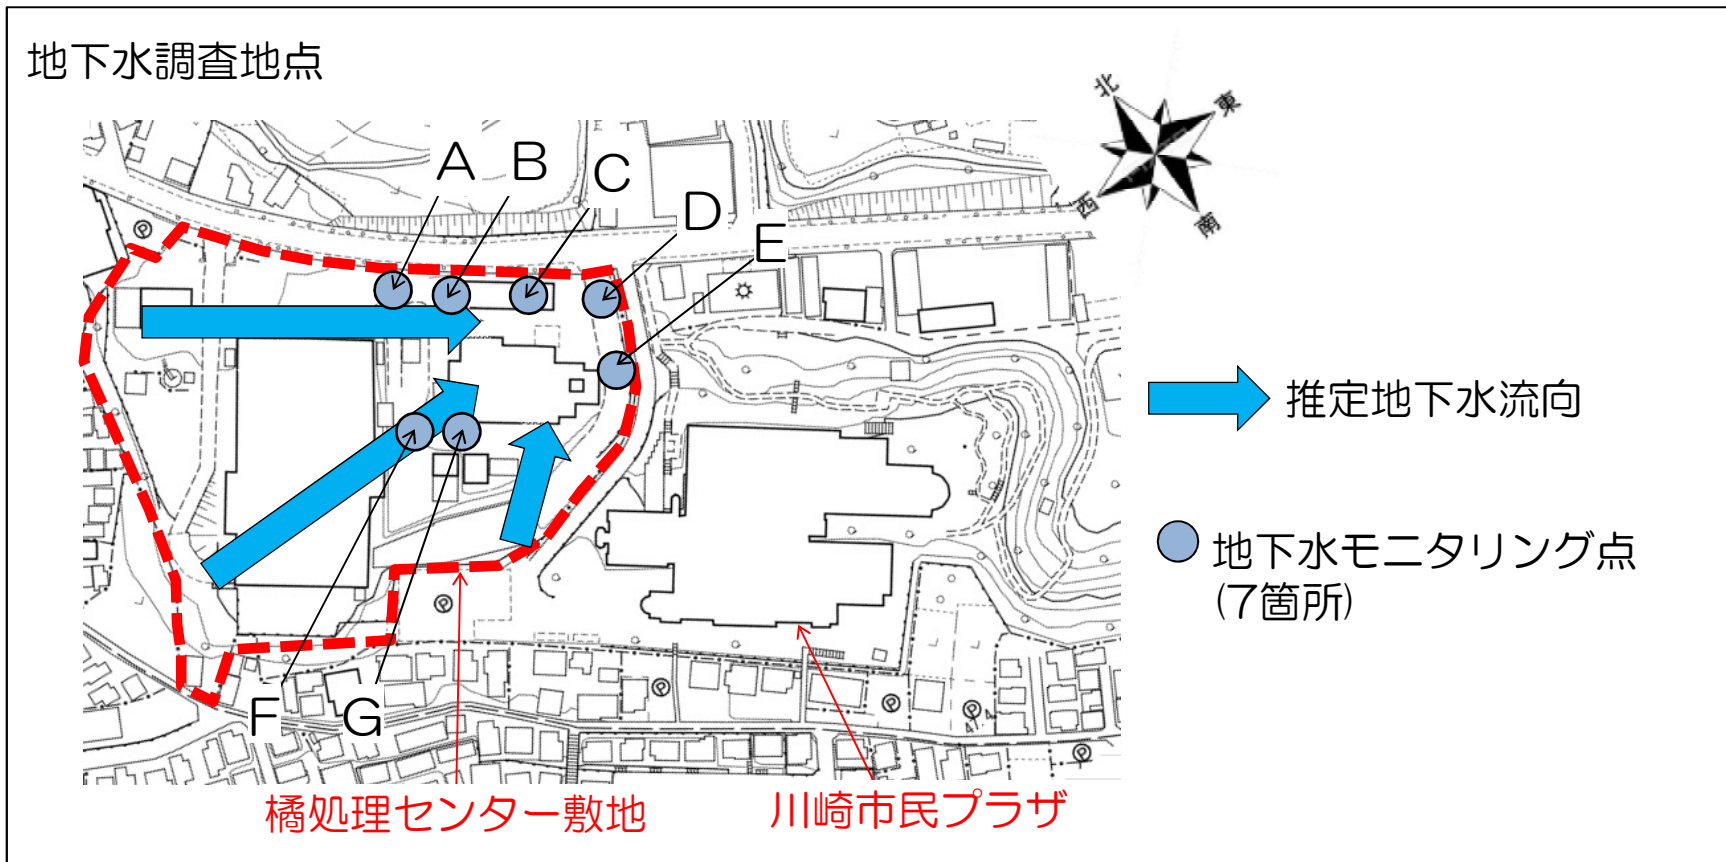 地下水調査地点
北
東
西
南
A
B
C
D
E
推定地下水流向
地下水モニタリング点
(7箇所)
F
G
橘処理センター敷地
川崎市民プラザ